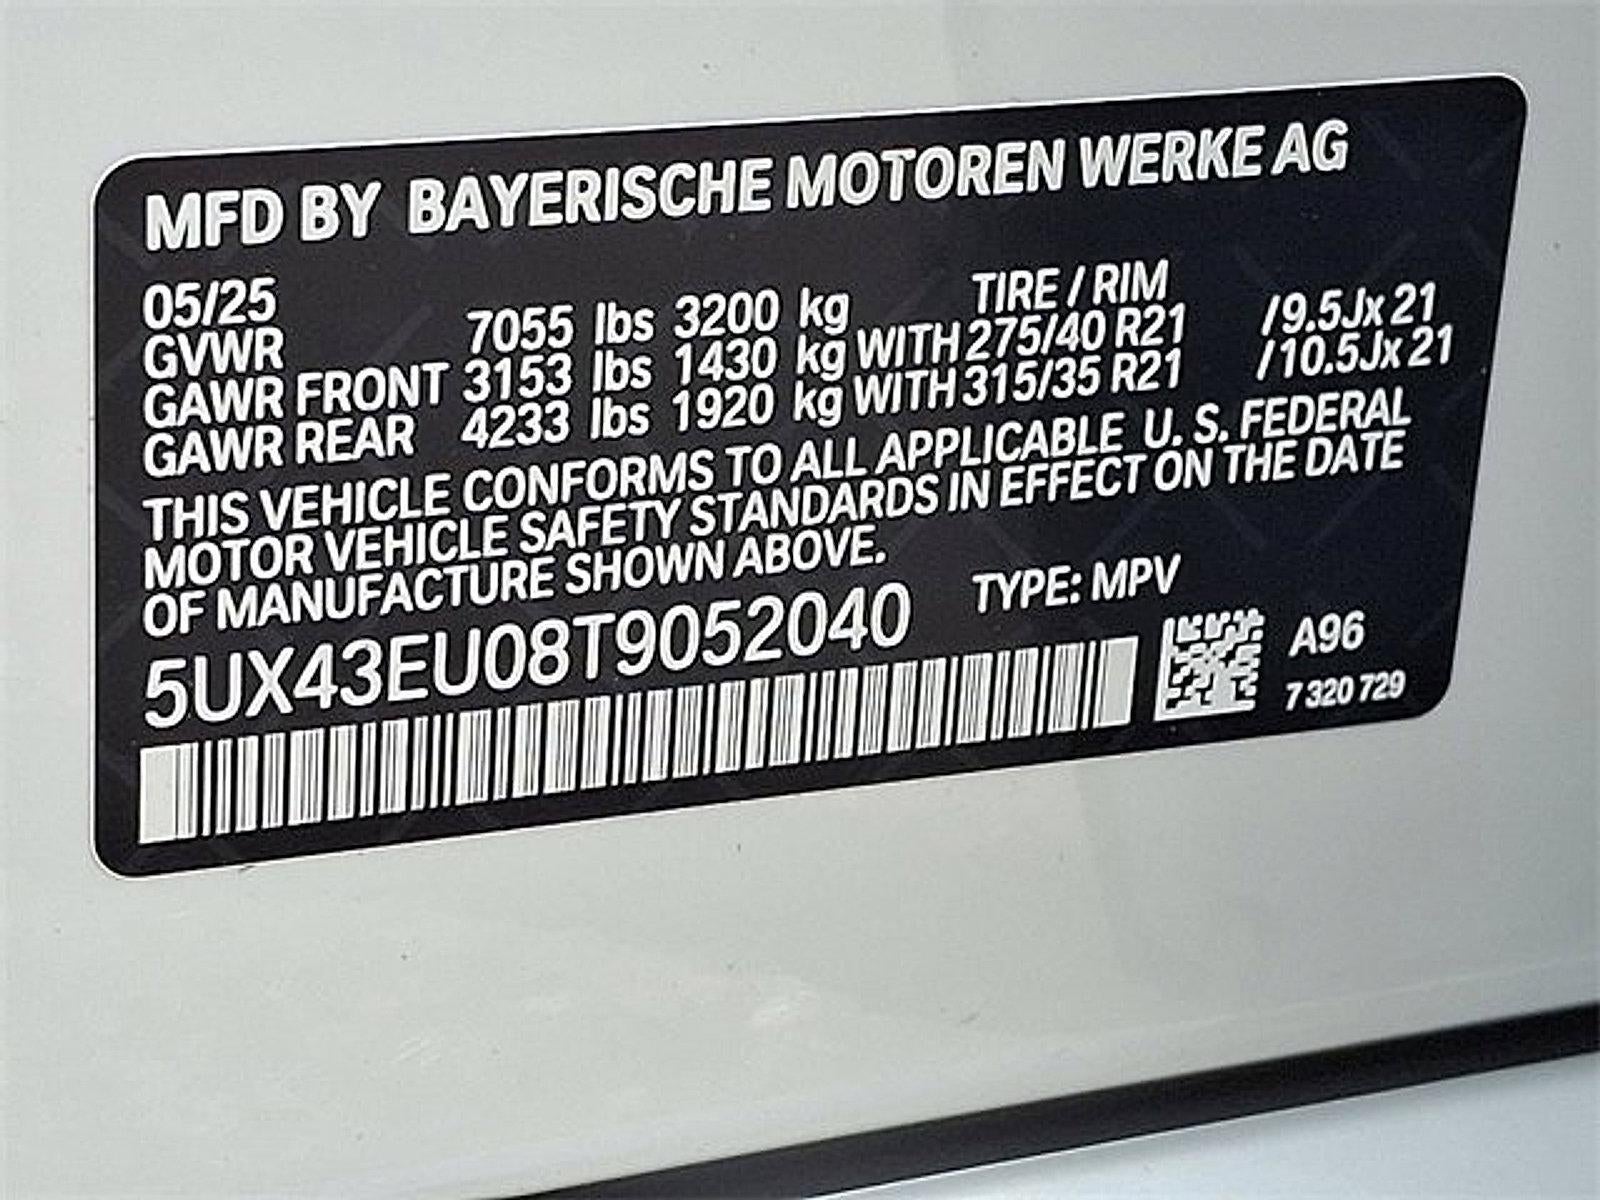 MFD BY BAYERISCHE MOTOREN WERKE AG
05/25 TIRE / RIM
GVWR 7055 lbs 3200 kg
GAWR FRONT 3153 lbs 1430 kg WITH 275/40 R21 /9.5Jx 21
GAWR REAR 4233 lbs 1920 kg WITH 315/35 R21 /10.5Jx 21
THIS VEHICLE CONFORMS TO ALL APPLICABLE U. S. FEDERAL
MOTOR VEHICLE SAFETY STANDARDS IN EFFECT ON THE DATE
OF MANUFACTURE SHOWN ABOVE.
5UX43EU08T9052040 TYPE: MPV
A96
7 320 729